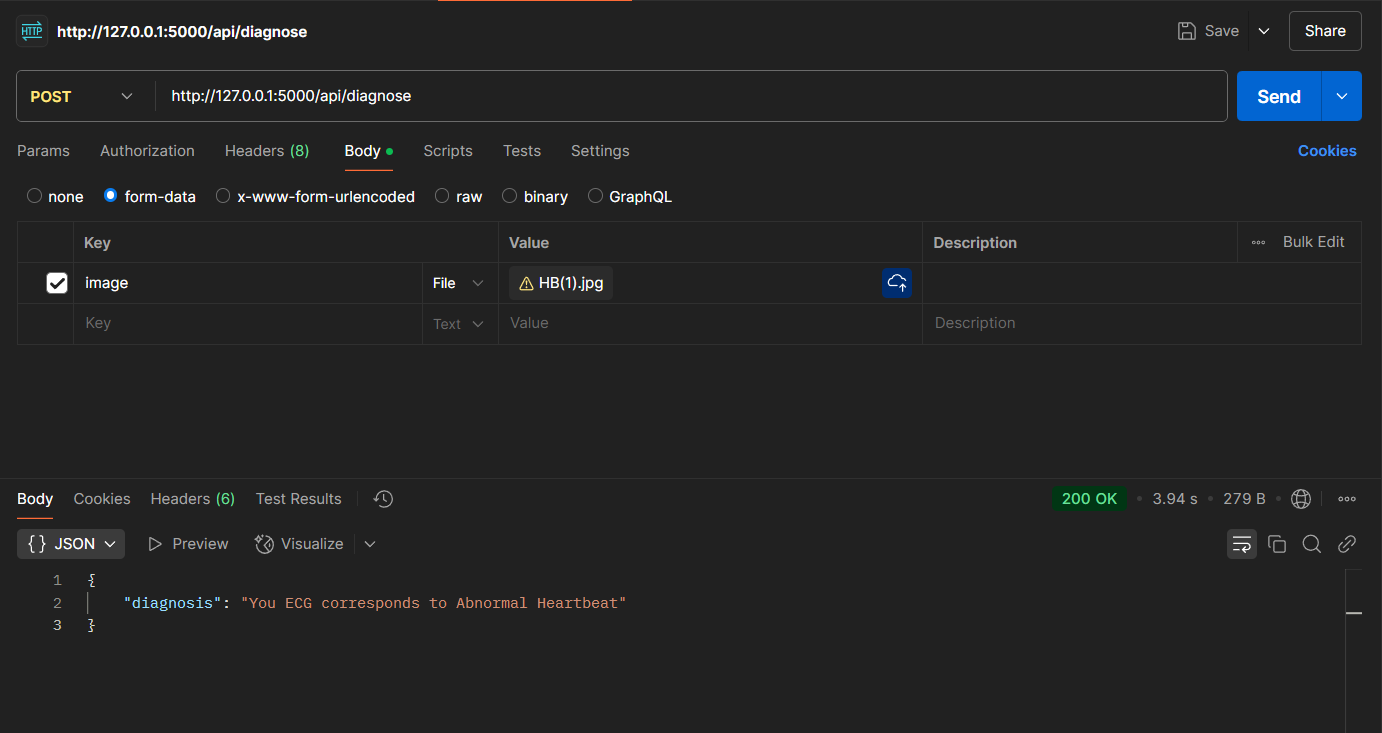 HTTP http://127.0.0.1:5000/api/diagnose Save Share
POST http://127.0.0.1:5000/api/diagnose Send
Params Authorization Headers (8) Body Scripts Tests Settings Cookies
none form-data x-www-form-urlencoded raw binary GraphQL
Key Value Description Bulk Edit
image File HB(1).jpg
Key Text Value Description
Body Cookies Headers (6) Test Results 200 OK 3.94 s 279 B
{} JSON Preview Visualize
1 {
2 "diagnosis": "You ECG corresponds to Abnormal Heartbeat"
3 }